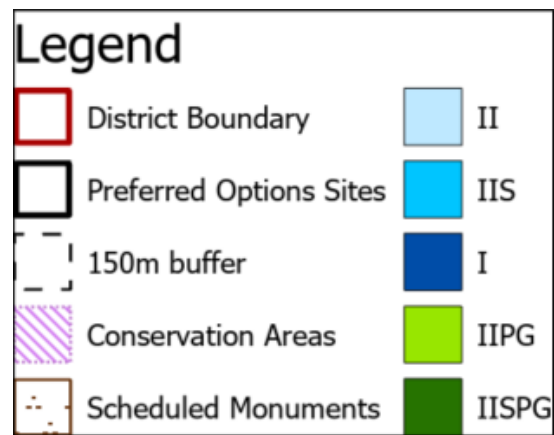 Legend
District Boundary
II
Preferred Options Sites
IIS
150m buffer
I
Conservation Areas
IIPG
Scheduled Monuments
IISPG